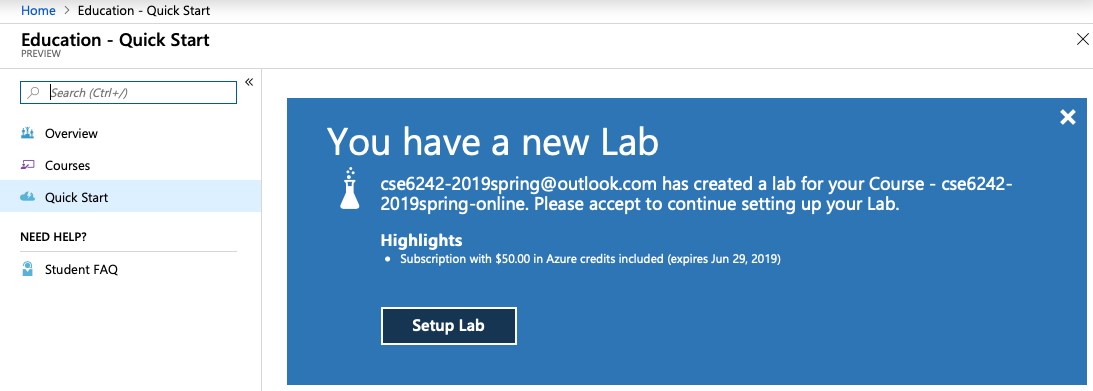 Home > Education - Quick Start
Education - Quick Start
PREVIEW
Search (Ctrl+/)
«
Overview
Courses
Quick Start
NEED HELP?
Student FAQ
You have a new Lab
cse6242-2019spring@outlook.com has created a lab for your Course - cse6242-
2019spring-online. Please accept to continue setting up your Lab.
Highlights
• Subscription with $50.00 in Azure credits included (expires Jun 29, 2019)
Setup Lab